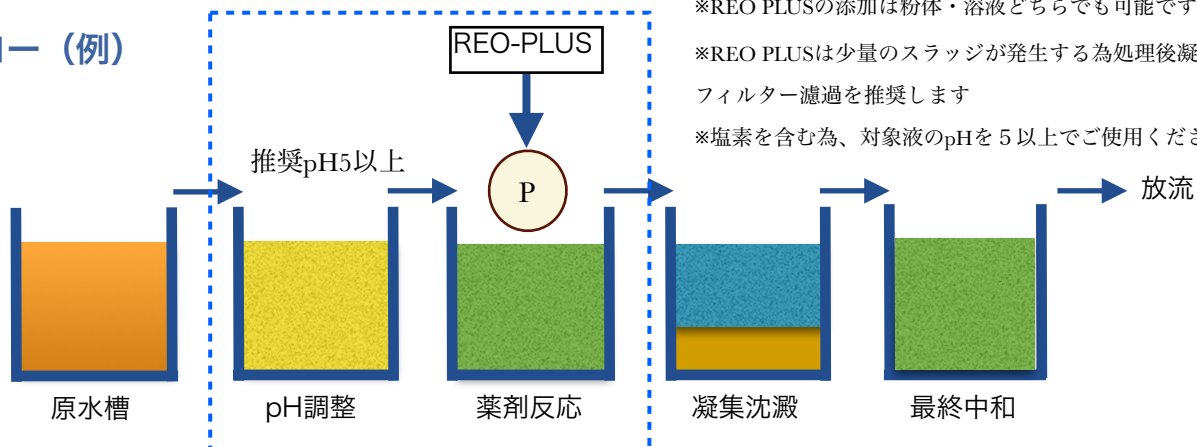 ー（例）
※REO PLUSの添加は粉体・溶液どちらでも可能です
※REO PLUSは少量のスラッジが発生する為処理後凝
フィルター濾過を推奨します
※塩素を含む為、対象液のpHを５以上でご使用くださ
REO-PLUS
推奨pH5以上
P
放流
原水槽
pH調整
薬剤反応
凝集沈澱
最終中和